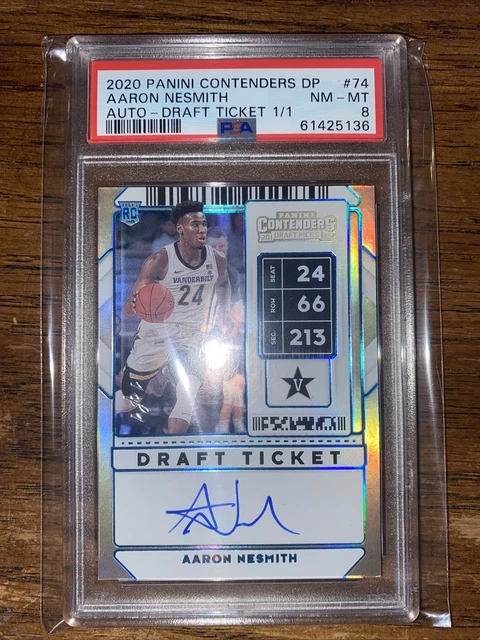 2020 PANINI CONTENDERS DP #74
AARON NESMITH NM-MT
AUTO-DRAFT TICKET 1/1 8
PSA 61425136
RC
PANINI
CONTENDERS
20 DRAFT PICKS
VANDERBILT
24
SEAT 24
ROW 66
SEC. 213
V
DRAFT TICKET
AARON NESMITH